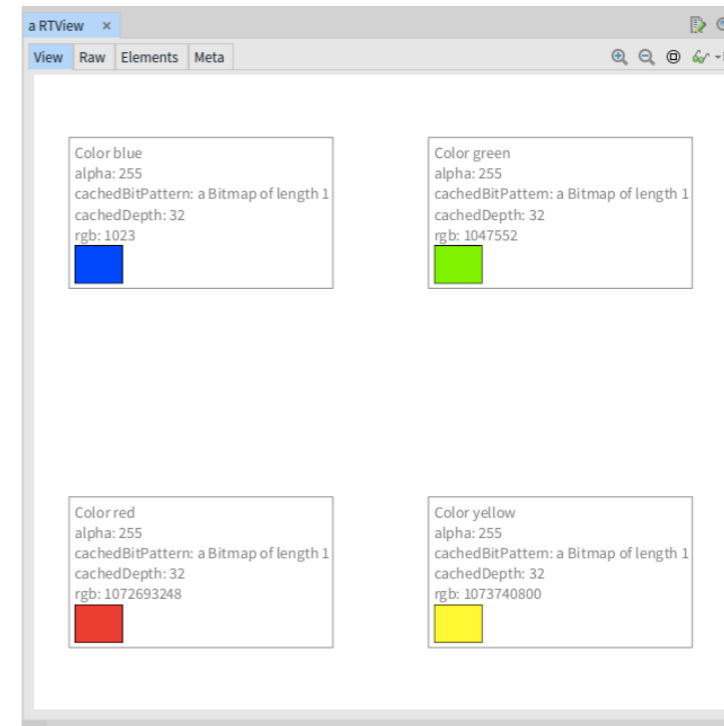 a RTView ×
View Raw Elements Meta
Color blue
alpha: 255
cachedBitPattern: a Bitmap of length 1
cachedDepth: 32
rgb: 1023
Color green
alpha: 255
cachedBitPattern: a Bitmap of length 1
cachedDepth: 32
rgb: 1047552
Color red
alpha: 255
cachedBitPattern: a Bitmap of length 1
cachedDepth: 32
rgb: 1072693248
Color yellow
alpha: 255
cachedBitPattern: a Bitmap of length 1
cachedDepth: 32
rgb: 1073740800